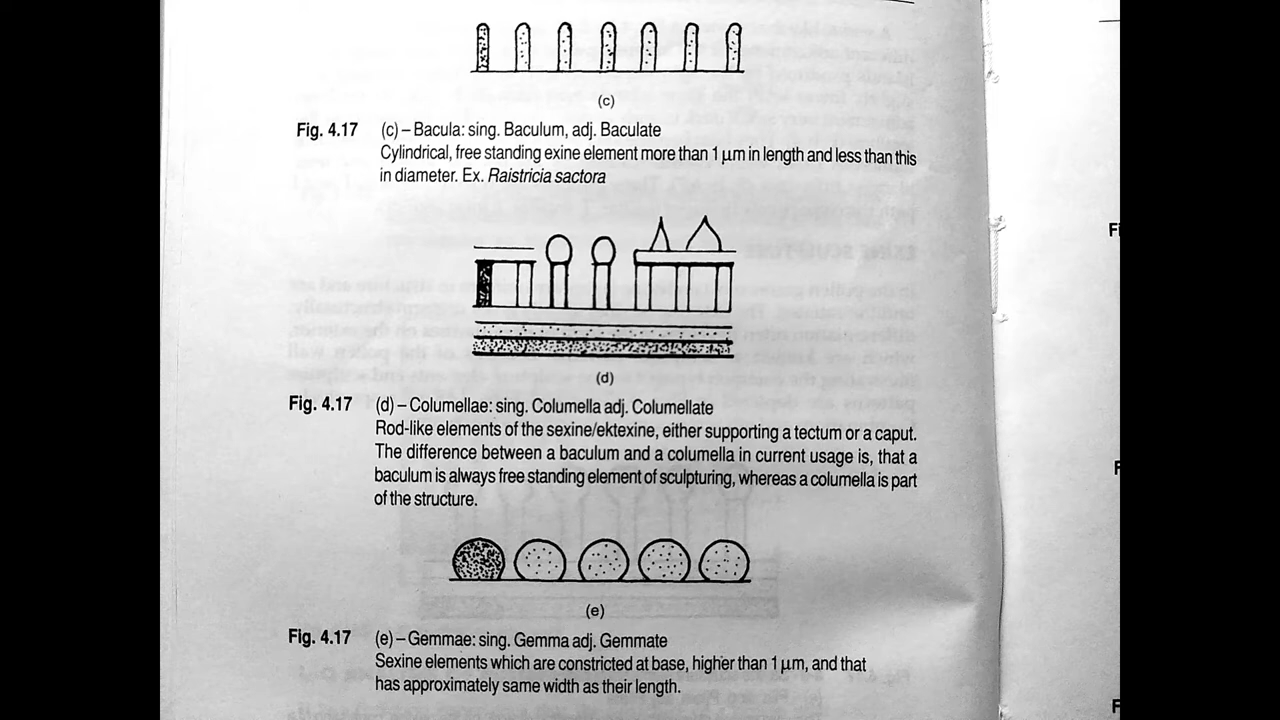 (c)
Fig. 4.17 (c) – Bacula: sing. Baculum, adj. Baculate
Cylindrical, free standing exine element more than 1 μm in length and less than this
in diameter. Ex. Raistricia sactora
(d)
Fig. 4.17 (d) – Columellae: sing. Columella adj. Columellate
Rod-like elements of the sexine/ektexine, either supporting a tectum or a caput.
The difference between a baculum and a columella in current usage is, that a
baculum is always free standing element of sculpturing, whereas a columella is part
of the structure.
(e)
Fig. 4.17 (e) – Gemmae: sing. Gemma adj. Gemmate
Sexine elements which are constricted at base, higher than 1 μm, and that
has approximately same width as their length.